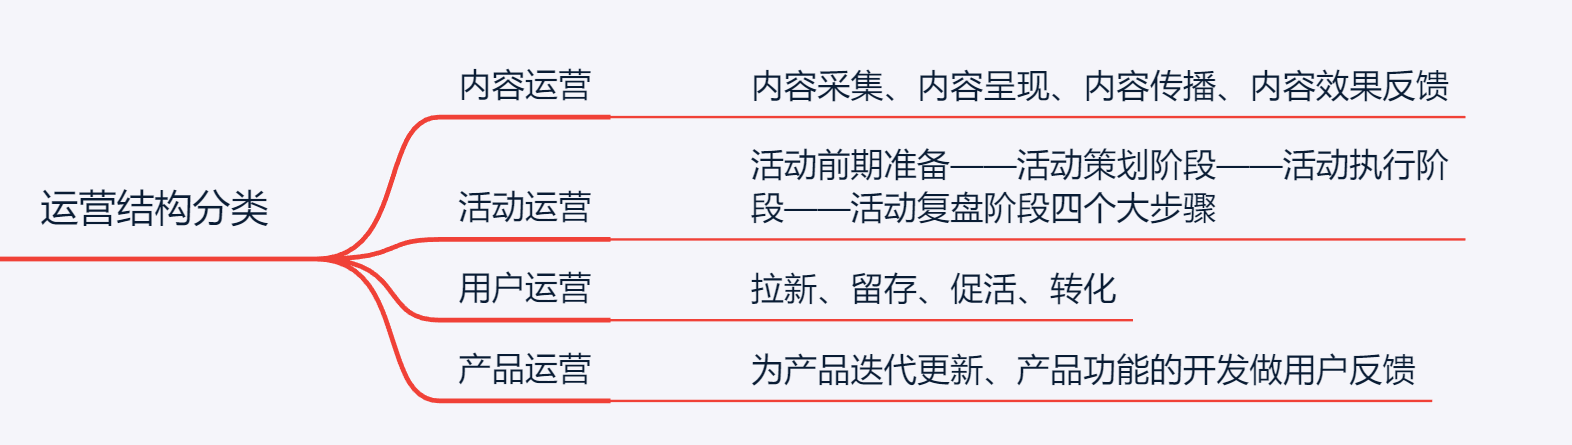 运营结构分类
内容运营
内容采集、内容呈现、内容传播、内容效果反馈
活动运营
活动前期准备——活动策划阶段——活动执行阶
段——活动复盘阶段四个大步骤
用户运营
拉新、留存、促活、转化
产品运营
为产品迭代更新、产品功能的开发做用户反馈